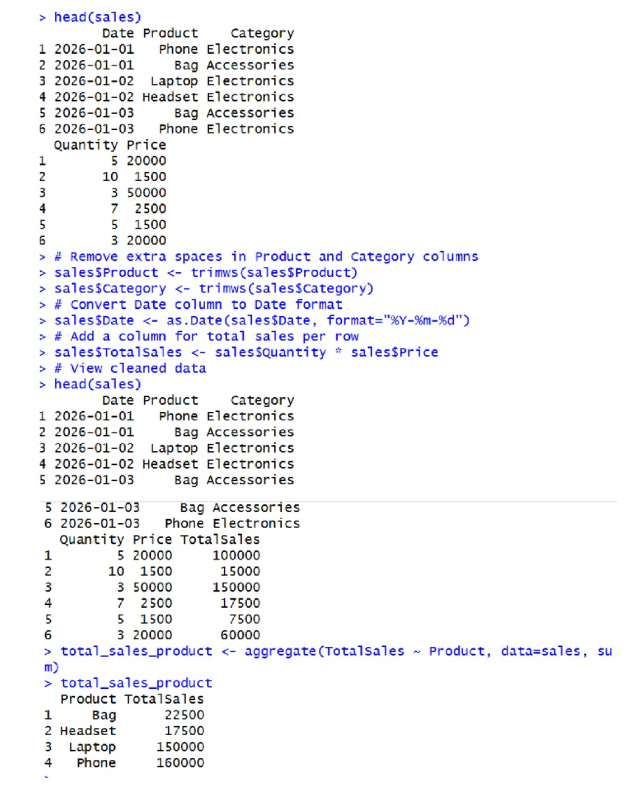 > head(sales)
        Date Product    Category
1 2026-01-01   Phone Electronics
2 2026-01-01     Bag Accessories
3 2026-01-02  Laptop Electronics
4 2026-01-02 Headset Electronics
5 2026-01-03     Bag Accessories
6 2026-01-03   Phone Electronics
  Quantity Price
1        5 20000
2       10  1500
3        3 50000
4        7  2500
5        5  1500
6        3 20000
> # Remove extra spaces in Product and Category columns
> sales$Product <- trimws(sales$Product)
> sales$Category <- trimws(sales$Category)
> # Convert Date column to Date format
> sales$Date <- as.Date(sales$Date, format="%Y-%m-%d")
> # Add a column for total sales per row
> sales$TotalSales <- sales$Quantity * sales$Price
> # View cleaned data
> head(sales)
        Date Product    Category
1 2026-01-01   Phone Electronics
2 2026-01-01     Bag Accessories
3 2026-01-02  Laptop Electronics
4 2026-01-02 Headset Electronics
5 2026-01-03     Bag Accessories
5 2026-01-03     Bag Accessories
6 2026-01-03   Phone Electronics
  Quantity Price TotalSales
1        5 20000     100000
2       10  1500      15000
3        3 50000     150000
4        7  2500      17500
5        5  1500       7500
6        3 20000      60000
> total_sales_product <- aggregate(TotalSales ~ Product, data=sales, su
m)
> total_sales_product
  Product TotalSales
1     Bag      22500
2 Headset      17500
3  Laptop     150000
4   Phone     160000